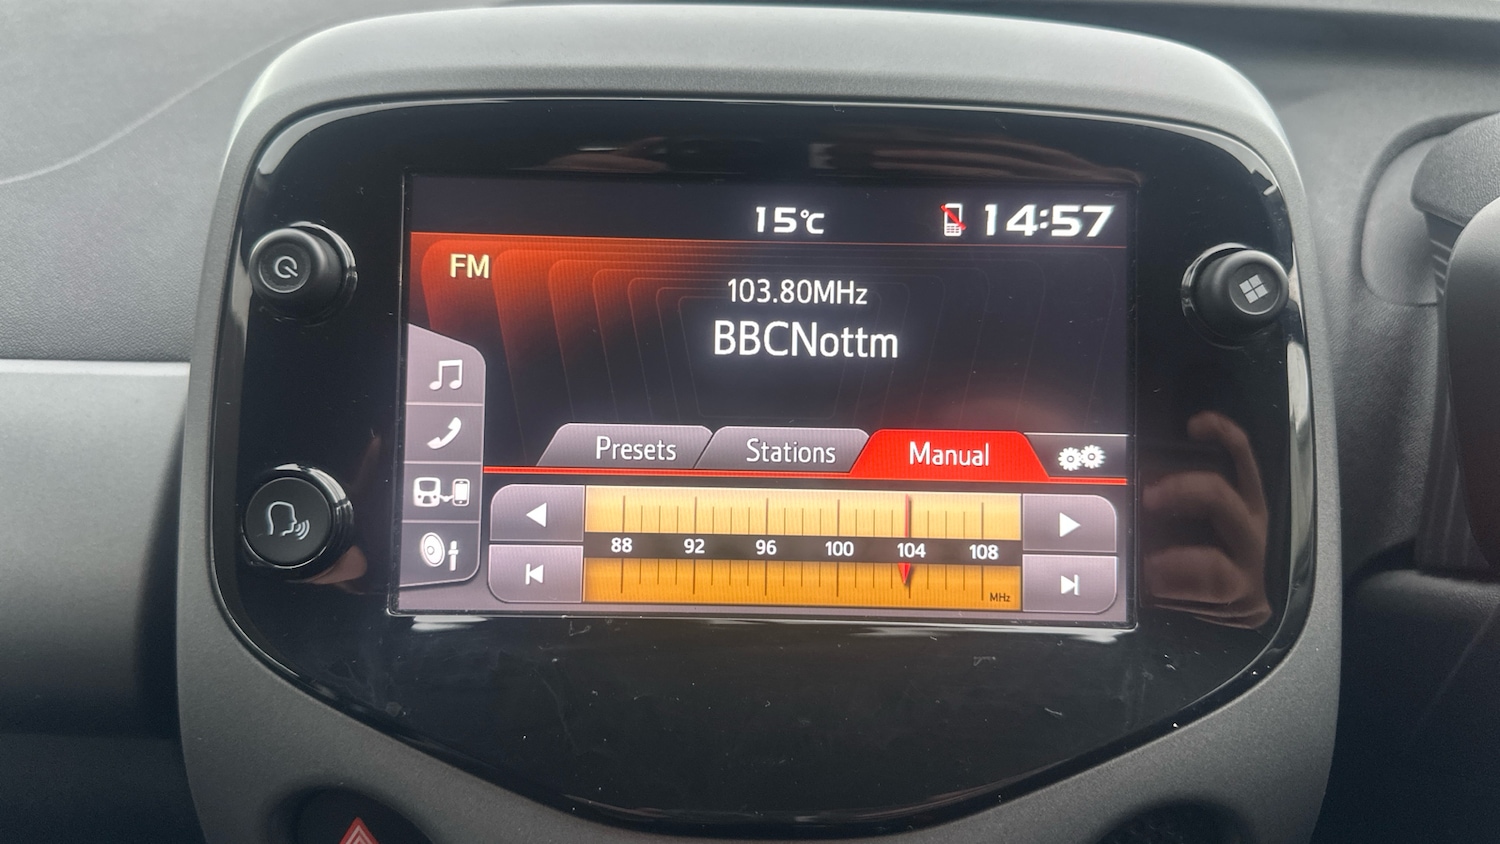 15°C 14:57
FM
103.80MHz
BBCNottm
Presets Stations Manual
88 92 96 100 104 108
MHz